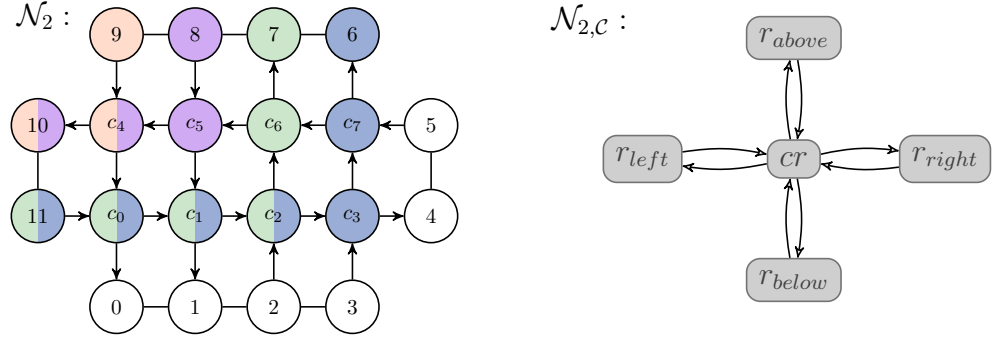 𝒩₂ :
9 8 7 6
10 c₄ c₅ c₆ c₇ 5
11 c₀ c₁ c₂ c₃ 4
0 1 2 3
𝒩₂,𝒞 :
r_above
r_left cr r_right
r_below